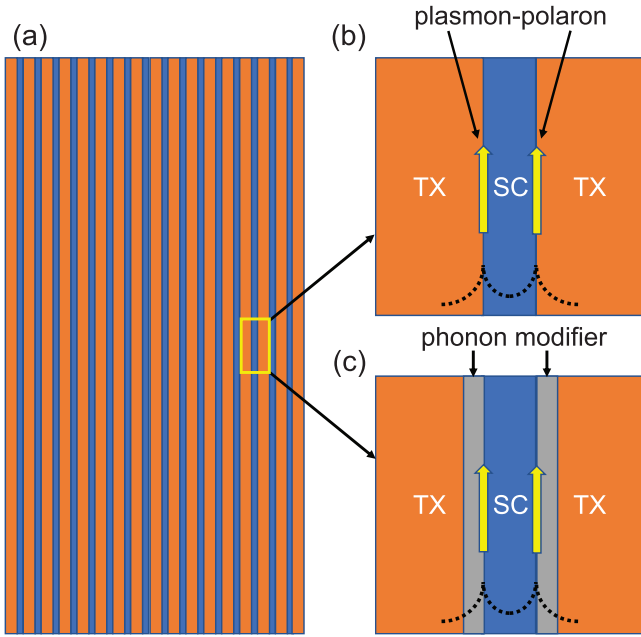 (a)
(b)
plasmon-polaron
TX
SC
TX
(c)
phonon modifier
TX
SC
TX